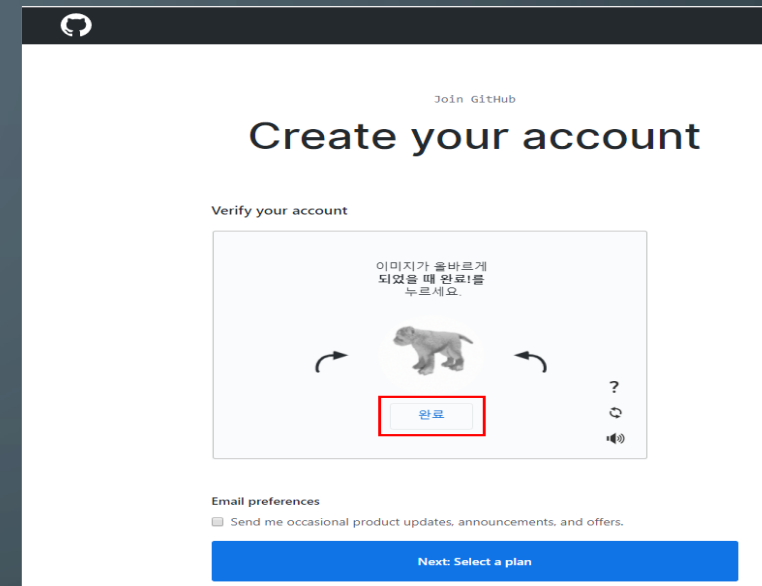 Join GitHub
Create your account
Verify your account
이미지가 올바르게
되었을 때 완료!를
누르세요.
?
완료
Email preferences
Send me occasional product updates, announcements, and offers.
Next: Select a plan